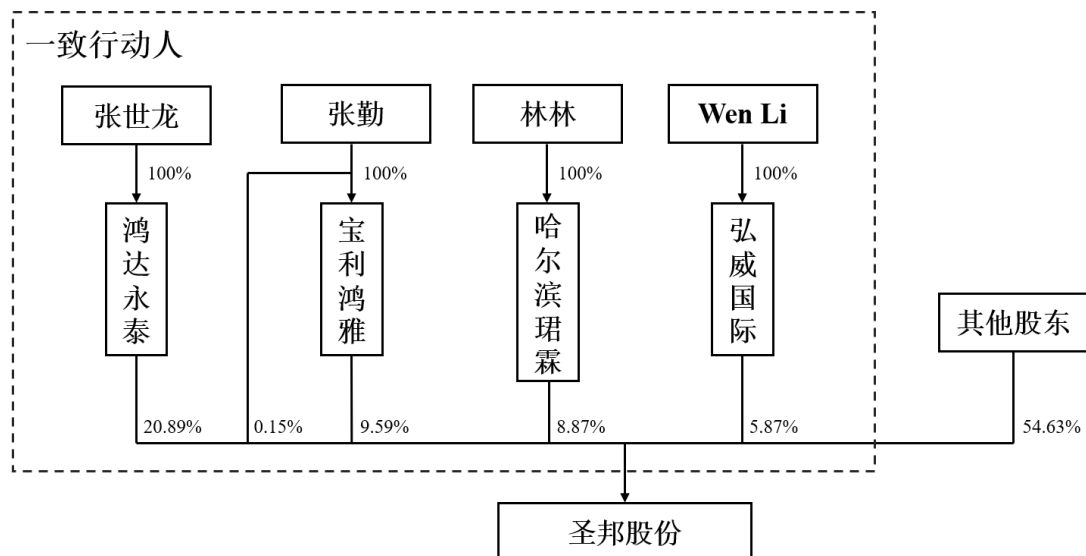 一致行动人
张世龙
张勤
林林
Wen Li
100%
100%
100%
100%
鸿达永泰
宝利鸿雅
哈尔滨珺霖
弘威国际
其他股东
20.89%
0.15%
9.59%
8.87%
5.87%
54.63%
圣邦股份